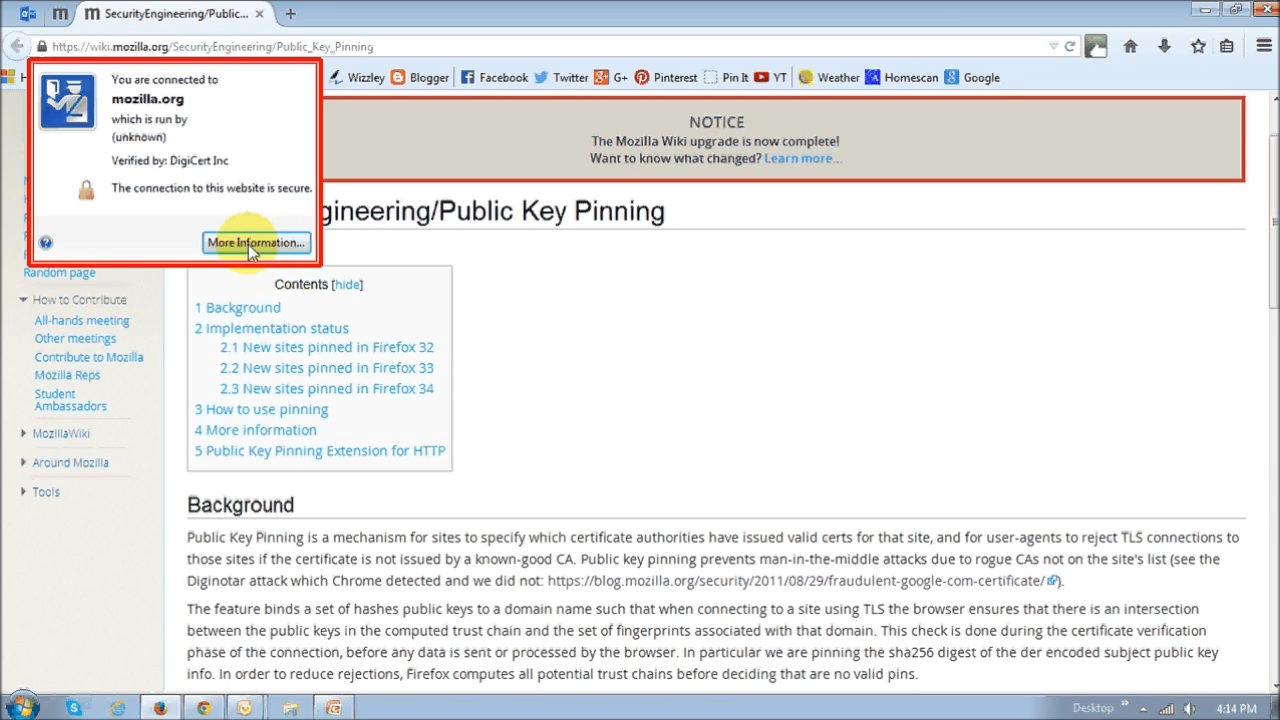 SecurityEngineering/Public...
https://wiki.mozilla.org/SecurityEngineering/Public_Key_Pinning
Wizzley Blogger Facebook Twitter G+ Pinterest Pin It YT Weather Homescan Google
You are connected to
mozilla.org
which is run by
(unknown)
Verified by: DigiCert Inc
The connection to this website is secure.
More Information...
NOTICE
The Mozilla Wiki upgrade is now complete!
Want to know what changed? Learn more...
gineering/Public Key Pinning
Random page
How to Contribute
All-hands meeting
Other meetings
Contribute to Mozilla
Mozilla Reps
Student
Ambassadors
MozillaWiki
Around Mozilla
Tools
Contents [hide]
1 Background
2 Implementation status
2.1 New sites pinned in Firefox 32
2.2 New sites pinned in Firefox 33
2.3 New sites pinned in Firefox 34
3 How to use pinning
4 More information
5 Public Key Pinning Extension for HTTP
Background
Public Key Pinning is a mechanism for sites to specify which certificate authorities have issued valid certs for that site, and for user-agents to reject TLS connections to
those sites if the certificate is not issued by a known-good CA. Public key pinning prevents man-in-the-middle attacks due to rogue CAs not on the site's list (see the
Diginotar attack which Chrome detected and we did not: https://blog.mozilla.org/security/2011/08/29/fraudulent-google-com-certificate/).
The feature binds a set of hashes public keys to a domain name such that when connecting to a site using TLS the browser ensures that there is an intersection
between the public keys in the computed trust chain and the set of fingerprints associated with that domain. This check is done during the certificate verification
phase of the connection, before any data is sent or processed by the browser. In particular we are pinning the sha256 digest of the der encoded subject public key
info. In order to reduce rejections, Firefox computes all potential trust chains before deciding that are no valid pins.
Desktop
4:14 PM